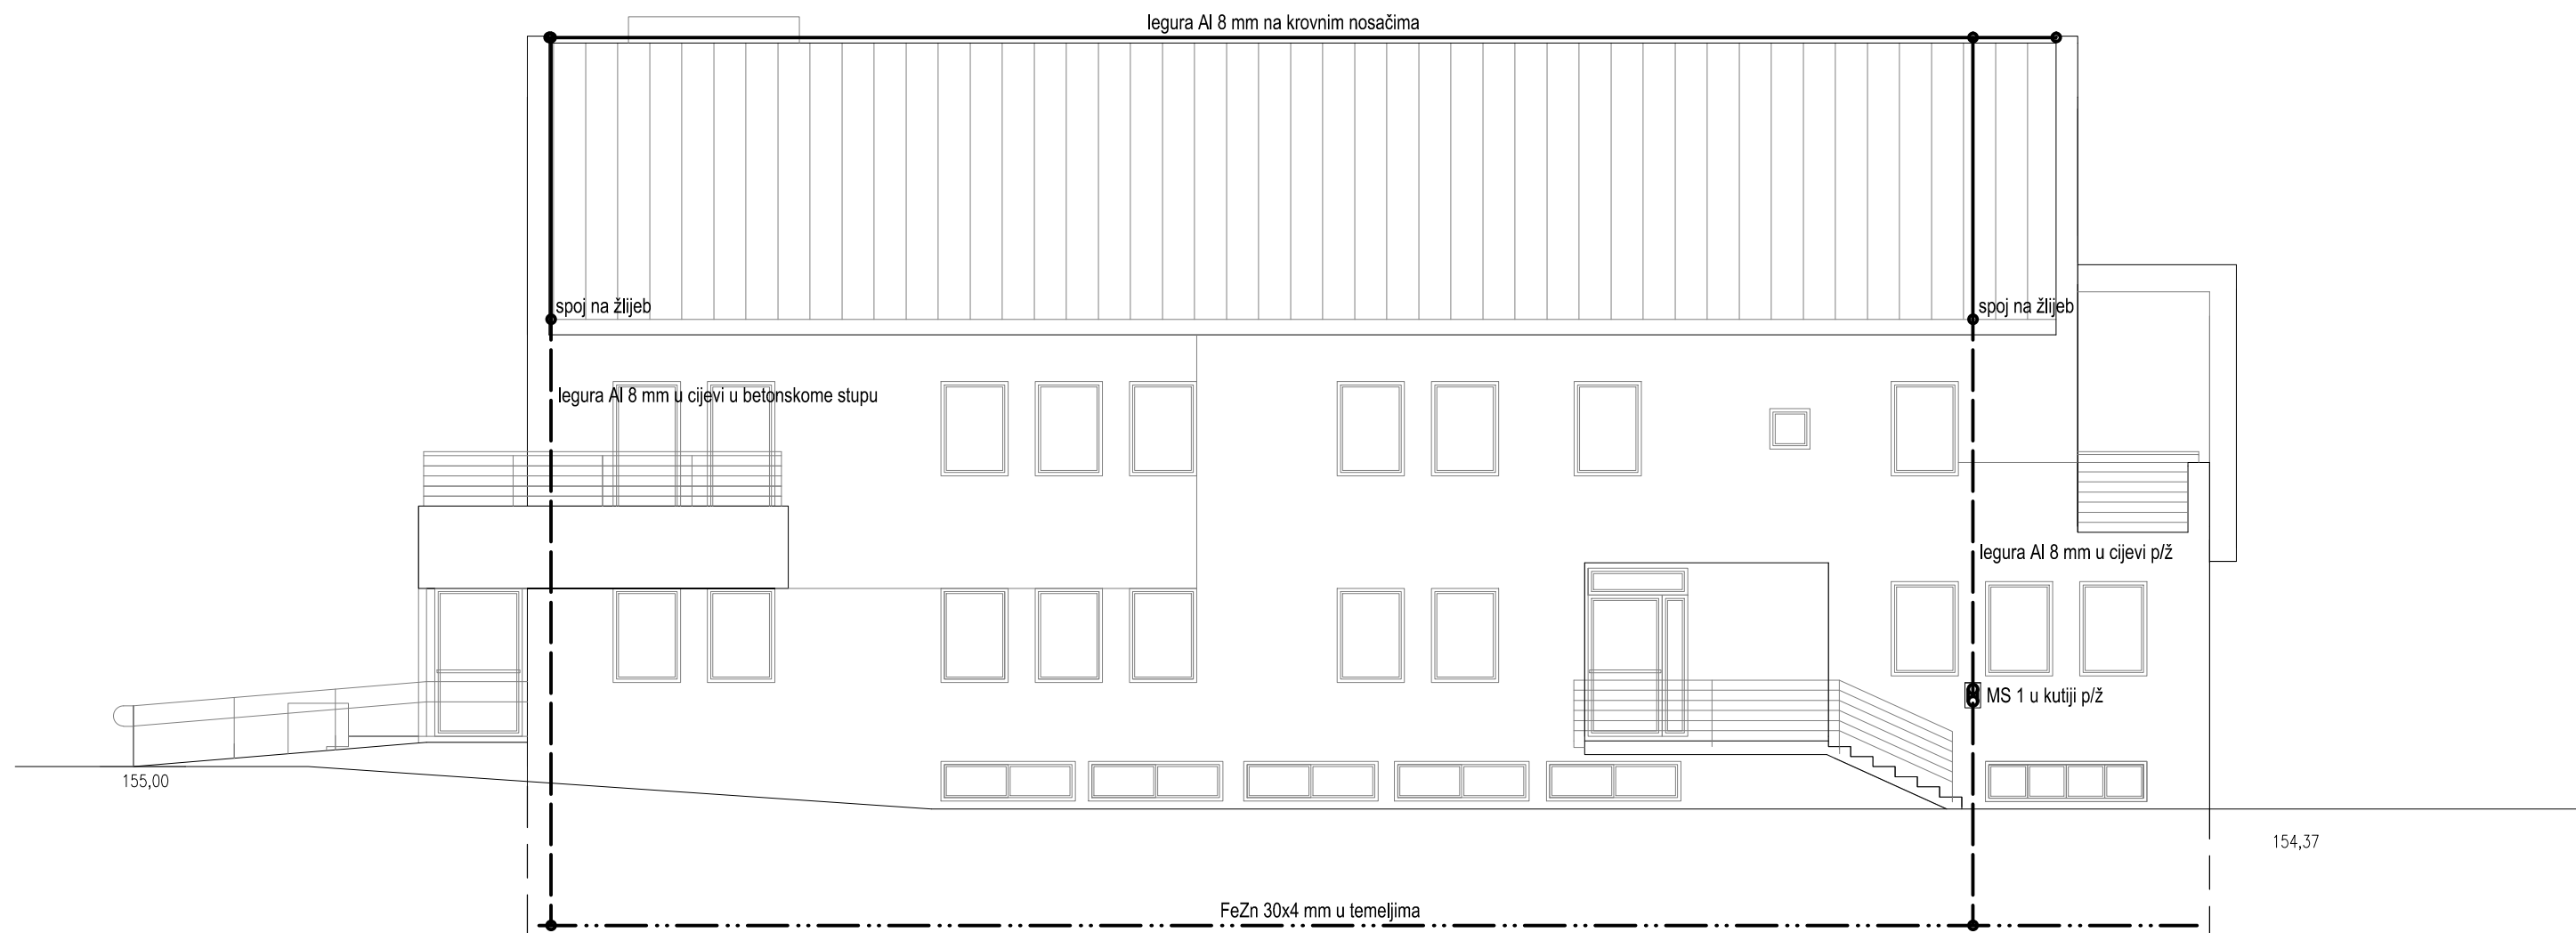 legura Al 8 mm na krovnim nosačima
spoj na žlijeb
spoj na žlijeb
legura Al 8 mm u cijevi u betonskome stupu
legura Al 8 mm u cijevi p/ž
MS 1 u kutiji p/ž
155,00
154,37
FeZn 30x4 mm u temeljima